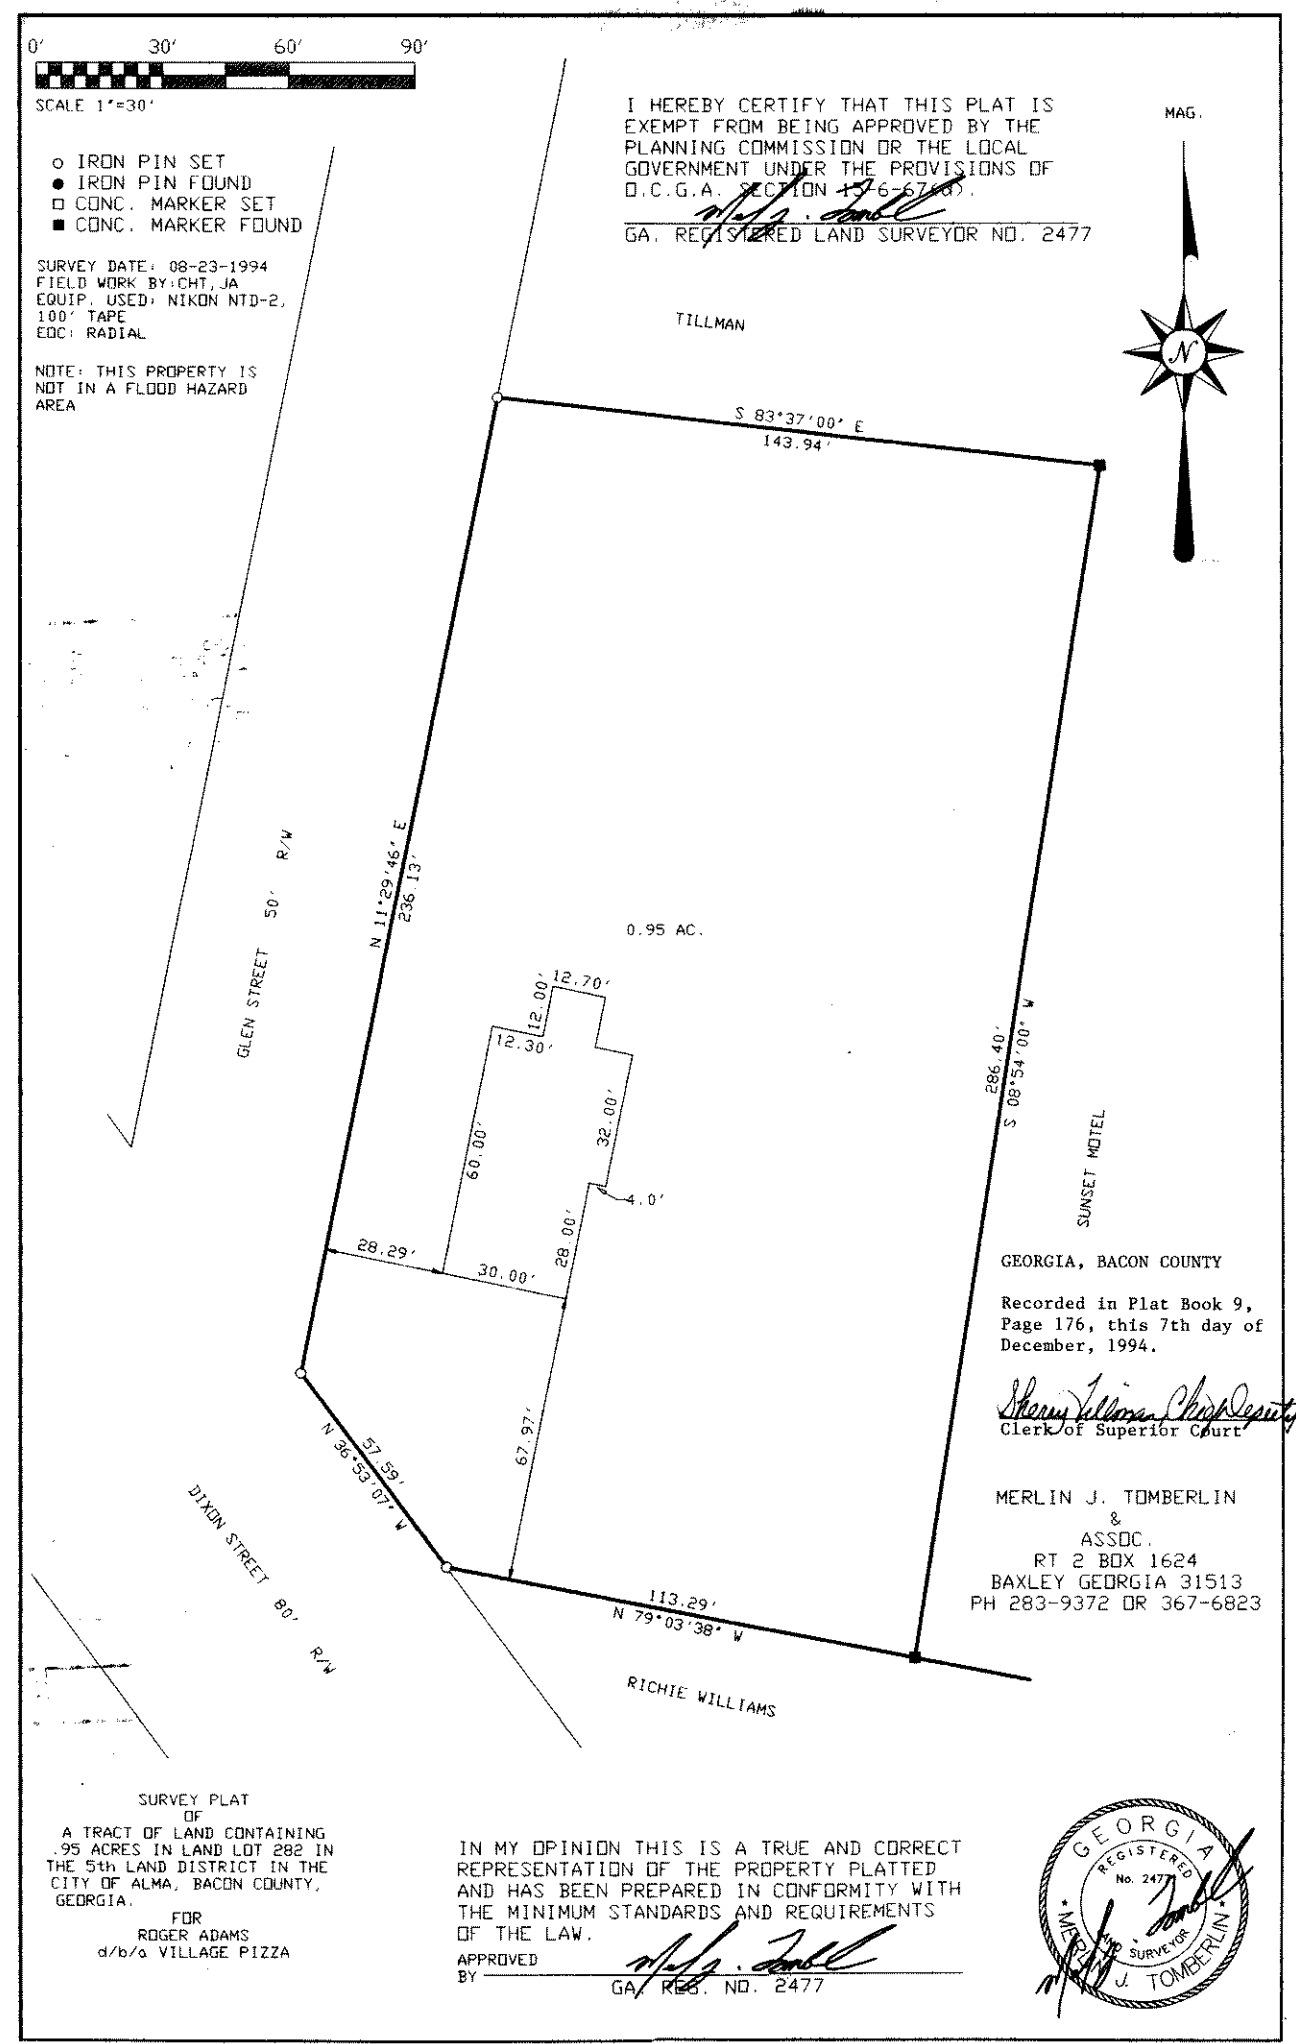 0' 30' 60' 90'
SCALE 1"=30'
○ IRON PIN SET
● IRON PIN FOUND
□ CONC. MARKER SET
■ CONC. MARKER FOUND
SURVEY DATE: 08-23-1994
FIELD WORK BY:CHT,JA
EQUIP. USED: NIKON NTD-2,
100' TAPE
EOC: RADIAL
NOTE: THIS PROPERTY IS
NOT IN A FLOOD HAZARD
AREA
I HEREBY CERTIFY THAT THIS PLAT IS
EXEMPT FROM BEING APPROVED BY THE
PLANNING COMMISSION OR THE LOCAL
GOVERNMENT UNDER THE PROVISIONS OF
O.C.G.A. SECTION 15-6-67(d).
GA. REGISTERED LAND SURVEYOR NO. 2477
MAG.
N
TILLMAN
S 83°37'00" E
143.94'
N 11°29'46" E
236.13'
GLEN STREET 50' R/W
0.95 AC.
12.70'
12.00'
12.30'
60.00'
32.00'
4.0'
28.00'
28.29'
30.00'
67.97'
286.40'
S 08°54'00" W
SUNSET MOTEL
57.59'
N 36°53'07" W
DIXON STREET 80' R/W
113.29'
N 79°03'38" W
RICHIE WILLIAMS
GEORGIA, BACON COUNTY
Recorded in Plat Book 9,
Page 176, this 7th day of
December, 1994.
Sherry Tillman, Chief Deputy
Clerk of Superior Court
MERLIN J. TOMBERLIN
&
ASSOC.
RT 2 BOX 1624
BAXLEY GEORGIA 31513
PH 283-9372 OR 367-6823
SURVEY PLAT
OF
A TRACT OF LAND CONTAINING
.95 ACRES IN LAND LOT 282 IN
THE 5th LAND DISTRICT IN THE
CITY OF ALMA, BACON COUNTY,
GEORGIA.
FOR
ROGER ADAMS
d/b/a VILLAGE PIZZA
IN MY OPINION THIS IS A TRUE AND CORRECT
REPRESENTATION OF THE PROPERTY PLATTED
AND HAS BEEN PREPARED IN CONFORMITY WITH
THE MINIMUM STANDARDS AND REQUIREMENTS
OF THE LAW.
APPROVED
BY
GA. REG. NO. 2477
GEORGIA
REGISTERED
No. 2477
LAND SURVEYOR
MERLIN J. TOMBERLIN